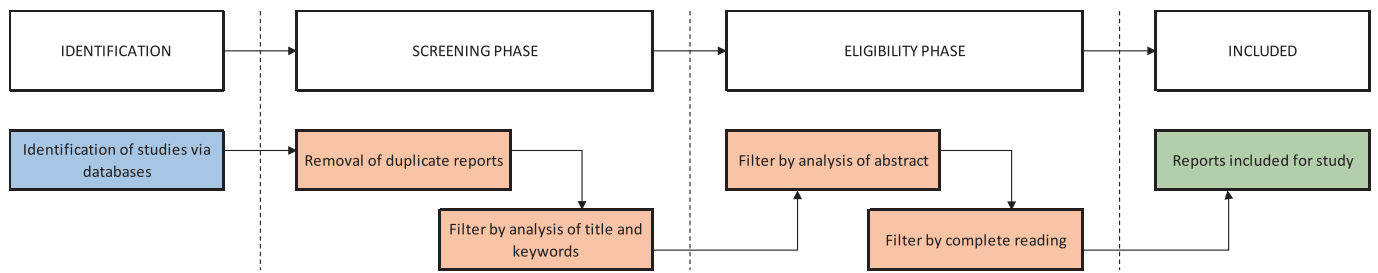 IDENTIFICATION
SCREENING PHASE
ELIGIBILITY PHASE
INCLUDED
Identification of studies via
databases
Removal of duplicate reports
Filter by analysis of title and
keywords
Filter by analysis of abstract
Filter by complete reading
Reports included for study